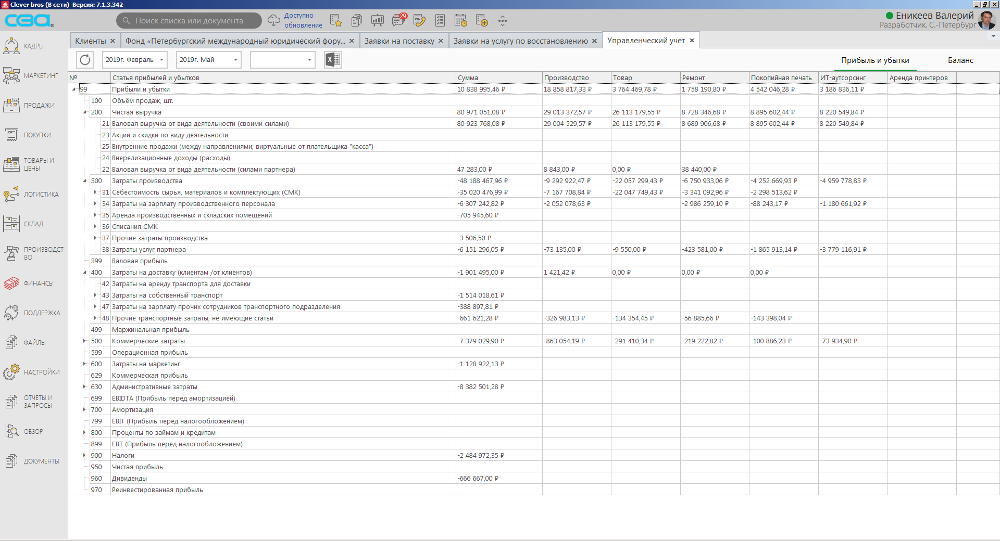 Clever bros (В сети) Версия: 7.1.3.342
сва®
Поиск списка или документа
Доступно
обновление
29
Еникеев Валерий
Разработчик. С.-Петербург
КАДРЫ
МАРКЕТИНГ
ПРОДАЖИ
ПОКУПКИ
ТОВАРЫ И
ЦЕНЫ
ЛОГИСТИКА
СКЛАД
ПРОИЗВОДСТ
ВО
ФИНАНСЫ
ПОДДЕРЖКА
ФАЙЛЫ
НАСТРОЙКИ
ОТЧЕТЫ И
ЗАПРОСЫ
ОБЗОР
ДОКУМЕНТЫ
Клиенты × Фонд «Петербургский международный юридический фору... × Заявки на поставку × Заявки на услугу по восстановлению × Управленческий учет ×
2019г. Февраль 2019г. Май
Прибыль и убытки Баланс
№ Статья прибылей и убытков Сумма Производство Товар Ремонт Покопийная печать ИТ-аутсорсинг Аренда принтеров
99 Прибыли и убытки 10 838 995,46 ₽ 18 858 817,33 ₽ 3 764 469,78 ₽ 1 758 190,80 ₽ 4 542 046,28 ₽ 3 186 836,11 ₽
100 Объём продаж, шт.
200 Чистая выручка 80 971 051,08 ₽ 29 013 372,57 ₽ 26 113 179,55 ₽ 8 728 346,68 ₽ 8 895 602,44 ₽ 8 220 549,84 ₽
21 Валовая выручка от вида деятельности (своими силами) 80 923 768,08 ₽ 29 004 529,57 ₽ 26 113 179,55 ₽ 8 689 906,68 ₽ 8 895 602,44 ₽ 8 220 549,84 ₽
23 Акции и скидки по виду деятельности
25 Внутренние продажи (между направлениями; виртуальные от плательщика "касса")
24 Внерелизационные доходы (расходы)
22 Валовая выручка от вида деятельности (силами партнера) 47 283,00 ₽ 8 843,00 ₽ 0,00 ₽ 38 440,00 ₽
300 Затраты производства -48 188 467,96 ₽ -9 292 922,47 ₽ -22 057 299,43 ₽ -6 750 933,06 ₽ -4 252 669,93 ₽ -4 959 778,83 ₽
31 Себестоимость сырья, материалов и комплектующих (СМК) -35 020 476,99 ₽ -7 167 708,84 ₽ -22 047 749,43 ₽ -3 341 092,96 ₽ -2 298 513,62 ₽
34 Затраты на зарплату производственного персонала -6 307 242,82 ₽ -2 052 078,63 ₽ -2 986 259,10 ₽ -88 243,17 ₽ -1 180 661,92 ₽
35 Аренда производственных и складских помещений -705 945,60 ₽
36 Списания СМК
37 Прочие затраты производства -3 506,50 ₽
38 Затраты услуг партнера -6 151 296,05 ₽ -73 135,00 ₽ -9 550,00 ₽ -423 581,00 ₽ -1 865 913,14 ₽ -3 779 116,91 ₽
399 Валовая прибыль
400 Затраты на доставку (клиентам /от клиентов) -1 901 495,00 ₽ 1 421,42 ₽ 0,00 ₽ 0,00 ₽ 0,00 ₽
42 Затраты на аренду транспорта для доставки
43 Затраты на собственный транспорт -1 514 018,61 ₽
47 Затраты на зарплату прочих сотрудников транспортного подразделения -388 897,81 ₽
48 Прочие транспортные затраты, не имеющие статьи -661 621,28 ₽ -326 983,13 ₽ -134 354,45 ₽ -56 885,66 ₽ -143 398,04 ₽
499 Маржинальная прибыль
500 Коммерческие затраты -7 379 029,90 ₽ -863 054,19 ₽ -291 410,34 ₽ -219 222,82 ₽ -100 886,23 ₽ -73 934,90 ₽
599 Операционная прибыль
600 Затраты на маркетинг -1 128 922,13 ₽
629 Коммерческая прибыль
630 Административные затраты -8 382 501,28 ₽
699 EBIDTA (Прибыль перед амортизацией)
700 Амортизация
799 EBIT (Прибыль перед налогообложением)
800 Проценты по займам и кредитам
899 EBT (Прибыль перед налогообложением)
900 Налоги -2 484 972,35 ₽
950 Чистая прибыль
960 Дивиденды -666 667,00 ₽
970 Реинвестированная прибыль